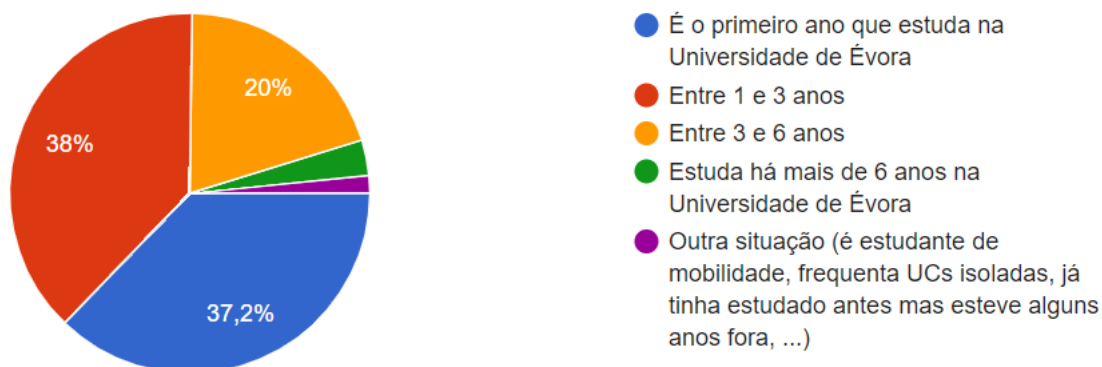 20%
38%
37,2%
É o primeiro ano que estuda na
Universidade de Évora
Entre 1 e 3 anos
Entre 3 e 6 anos
Estuda há mais de 6 anos na
Universidade de Évora
Outra situação (é estudante de
mobilidade, frequenta UCs isoladas, já
tinha estudado antes mas esteve alguns
anos fora, ...)